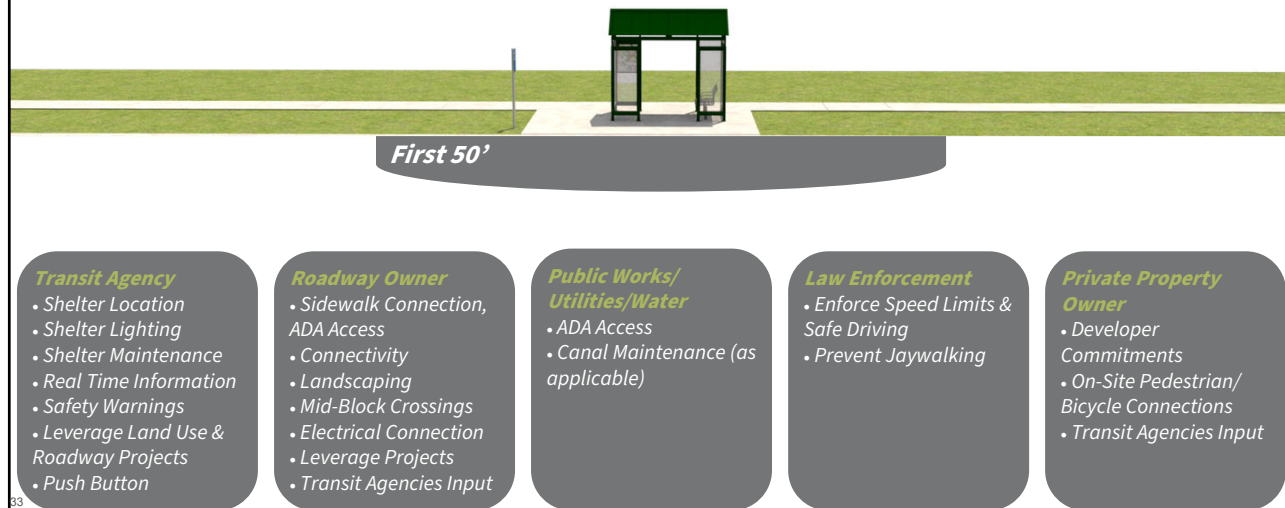 First 50’
Transit Agency
• Shelter Location
• Shelter Lighting
• Shelter Maintenance
• Real Time Information
• Safety Warnings
• Leverage Land Use &
Roadway Projects
• Push Button
Roadway Owner
• Sidewalk Connection,
ADA Access
• Connectivity
• Landscaping
• Mid-Block Crossings
• Electrical Connection
• Leverage Projects
• Transit Agencies Input
Public Works/
Utilities/Water
• ADA Access
• Canal Maintenance (as
applicable)
Law Enforcement
• Enforce Speed Limits &
Safe Driving
• Prevent Jaywalking
Private Property
Owner
• Developer
Commitments
• On-Site Pedestrian/
Bicycle Connections
• Transit Agencies Input
33